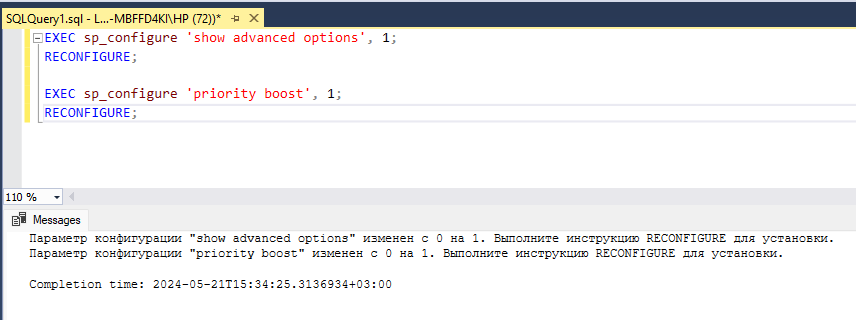 SQLQuery1.sql - L...-MBFFD4KI\HP (72))*
EXEC sp_configure 'show advanced options', 1;
RECONFIGURE;
EXEC sp_configure 'priority boost', 1;
RECONFIGURE;
110 %
Messages
Параметр конфигурации "show advanced options" изменен с 0 на 1. Выполните инструкцию RECONFIGURE для установки.
Параметр конфигурации "priority boost" изменен с 0 на 1. Выполните инструкцию RECONFIGURE для установки.
Completion time: 2024-05-21T15:34:25.3136934+03:00